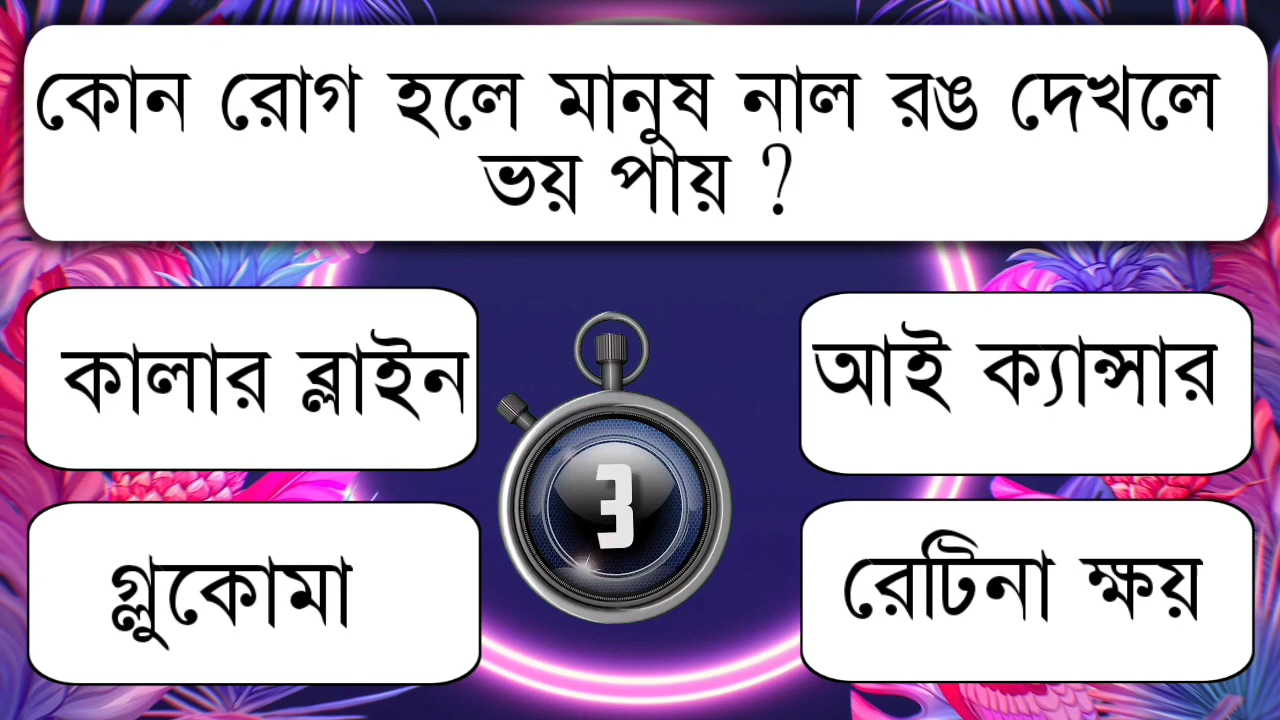 কোন রোগ হলে মানুষ নাল রঙ দেখলে
ভয় পায় ?
কালার ব্লাইন
আই ক্যান্সার
3
গ্লুকোমা
রেটিনা ক্ষয়